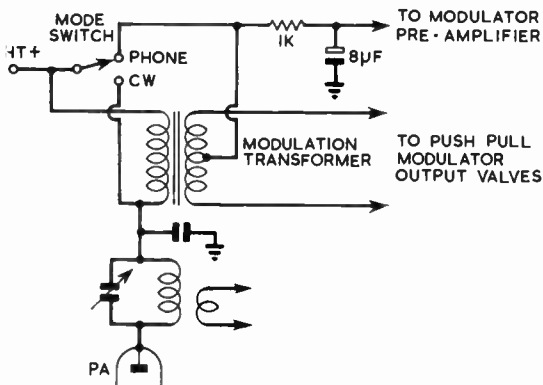 MODE
SWITCH
HT+
PHONE
CW
1K
8μF
TO MODULATOR
PRE-AMPLIFIER
MODULATION
TRANSFORMER
TO PUSH PULL
MODULATOR
OUTPUT VALVES
PA